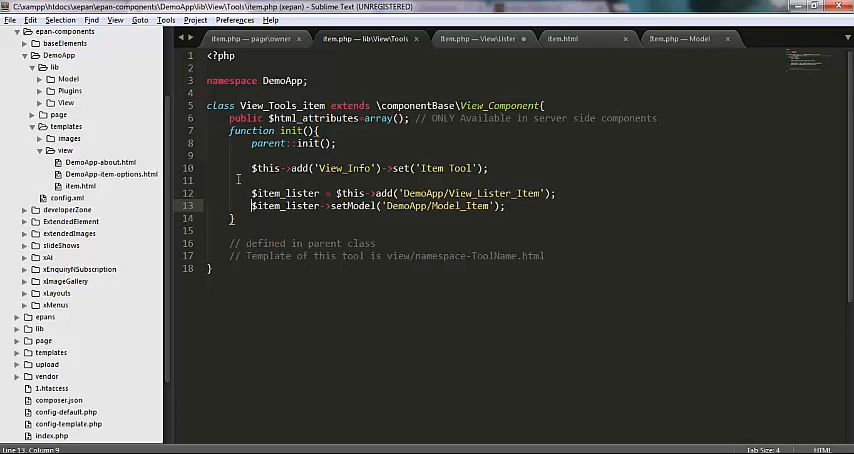 C:\xampp\htdocs\xepan\epan-components\DemoApp\lib\View\Tools\item.php (xepan) - Sublime Text (UNREGISTERED)
File Edit Selection Find View Goto Tools Project Preferences Help
epan-components
baseElements
DemoApp
lib
Model
Plugins
View
page
templates
images
view
DemoApp-about.html
DemoApp-item-options.html
item.html
config.xml
developerZone
ExtendedElement
extendedImages
slideShows
xAi
xEnquiryNSubscription
xImageGallery
xLayouts
xMenus
epans
lib
page
templates
upload
vendor
1.htaccess
composer.json
config-default.php
config-template.php
index.php
item.php — page\owner × item.php — lib\View\Tools × Item.php — View\Lister item.html × Item.php — Model ×
1 <?php
2
3 namespace DemoApp;
4
5 class View_Tools_item extends \componentBase\View_Component{
6 public $html_attributes=array(); // ONLY Available in server side components
7 function init(){
8 parent::init();
9
10 $this->add('View_Info')->set('Item Tool');
11
12 $item_lister = $this->add('DemoApp/View_Lister_Item');
13 $item_lister->setModel('DemoApp/Model_Item');
14 }
15
16 // defined in parent class
17 // Template of this tool is view/namespace-ToolName.html
18 }
Line 13, Column 9 Tab Size: 4 HTML